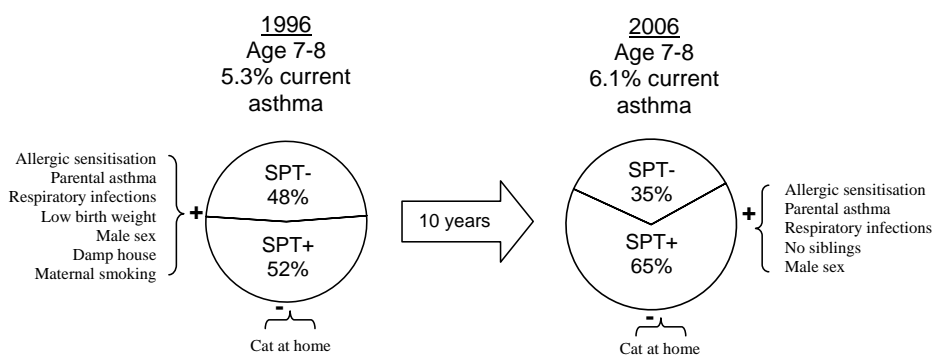 1996
Age 7-8
5.3% current
asthma
Allergic sensitisation
Parental asthma
Respiratory infections
Low birth weight
Male sex
Damp house
Maternal smoking
+
SPT-
48%
SPT+
52%
-
Cat at home
10 years
2006
Age 7-8
6.1% current
asthma
SPT-
35%
SPT+
65%
-
Cat at home
+
Allergic sensitisation
Parental asthma
Respiratory infections
No siblings
Male sex